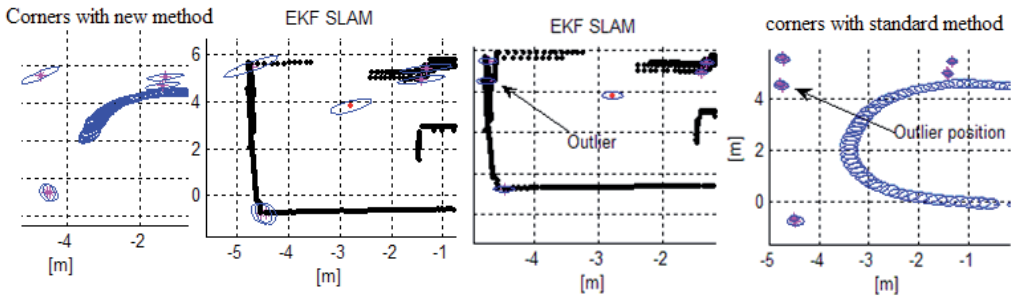 Corners with new method
-4
-2
[m]
EKF SLAM
6
4
2
0
-5
-4
-3
-2
-1
[m]
EKF SLAM
Outlier
-4
-3
-2
[m]
corners with standard method
4
2
0
[m]
Outlier position
-5
-4
-3
-2
-1
0
[m]